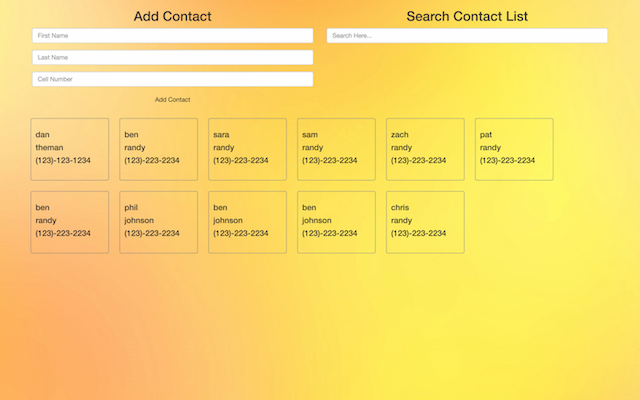 Add Contact
First Name
Last Name
Cell Number
Add Contact
Search Contact List
Search Here...
dan
theman
(123)-123-1234
ben
randy
(123)-223-2234
sara
randy
(123)-223-2234
sam
randy
(123)-223-2234
zach
randy
(123)-223-2234
pat
randy
(123)-223-2234
ben
randy
(123)-223-2234
phil
johnson
(123)-223-2234
ben
johnson
(123)-223-2234
ben
johnson
(123)-223-2234
chris
randy
(123)-223-2234